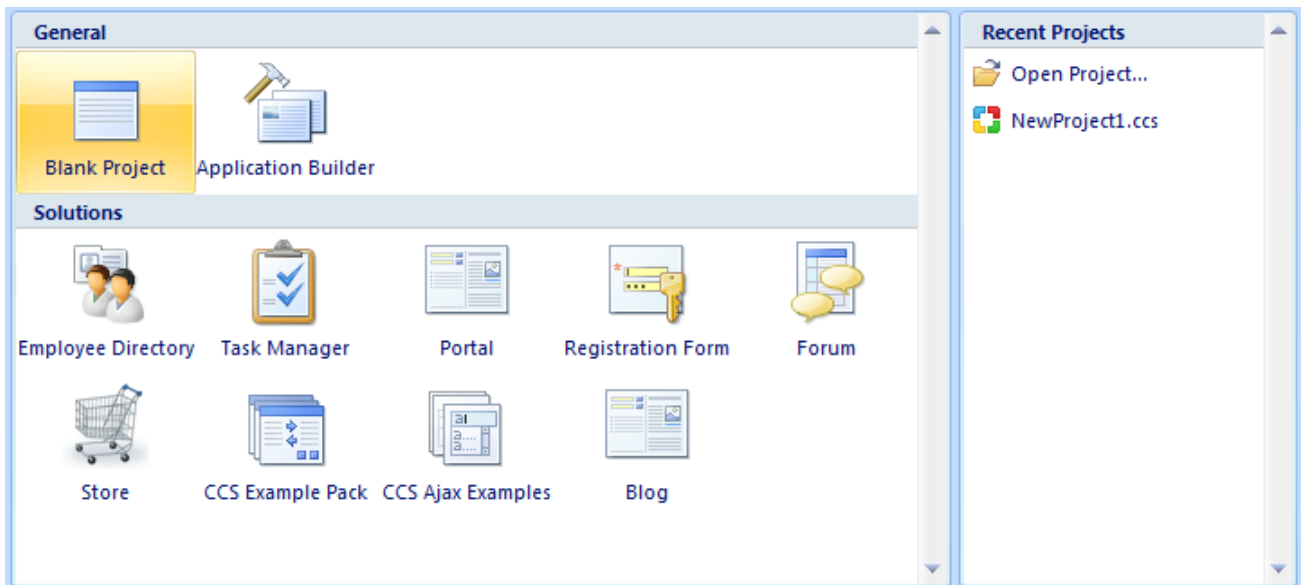 General
Blank Project
Application Builder
Solutions
Employee Directory
Task Manager
Portal
Registration Form
Forum
Store
CCS Example Pack
CCS Ajax Examples
Blog
Recent Projects
Open Project...
NewProject1.ccs